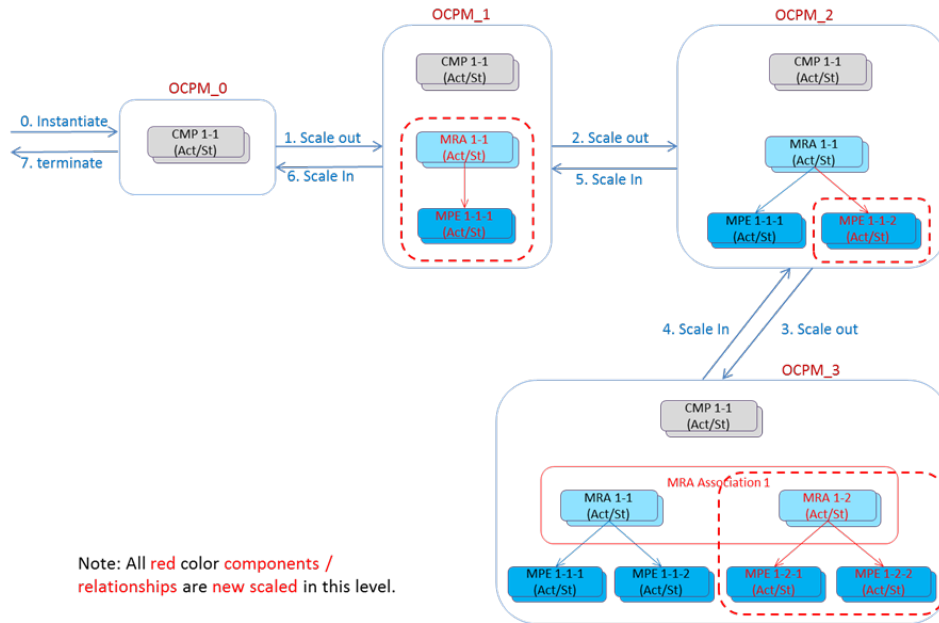 OCPM_0
0. Instantiate
7. terminate
CMP 1-1
(Act/St)
1. Scale out
6. Scale In
OCPM_1
CMP 1-1
(Act/St)
MRA 1-1
(Act/St)
MPE 1-1-1
(Act/St)
2. Scale out
5. Scale In
OCPM_2
CMP 1-1
(Act/St)
MRA 1-1
(Act/St)
MPE 1-1-1
(Act/St)
MPE 1-1-2
(Act/St)
4. Scale In
3. Scale out
OCPM_3
CMP 1-1
(Act/St)
MRA Association 1
MRA 1-1
(Act/St)
MRA 1-2
(Act/St)
MPE 1-1-1
(Act/St)
MPE 1-1-2
(Act/St)
MPE 1-2-1
(Act/St)
MPE 1-2-2
(Act/St)
Note: All red color components /
relationships are new scaled in this level.